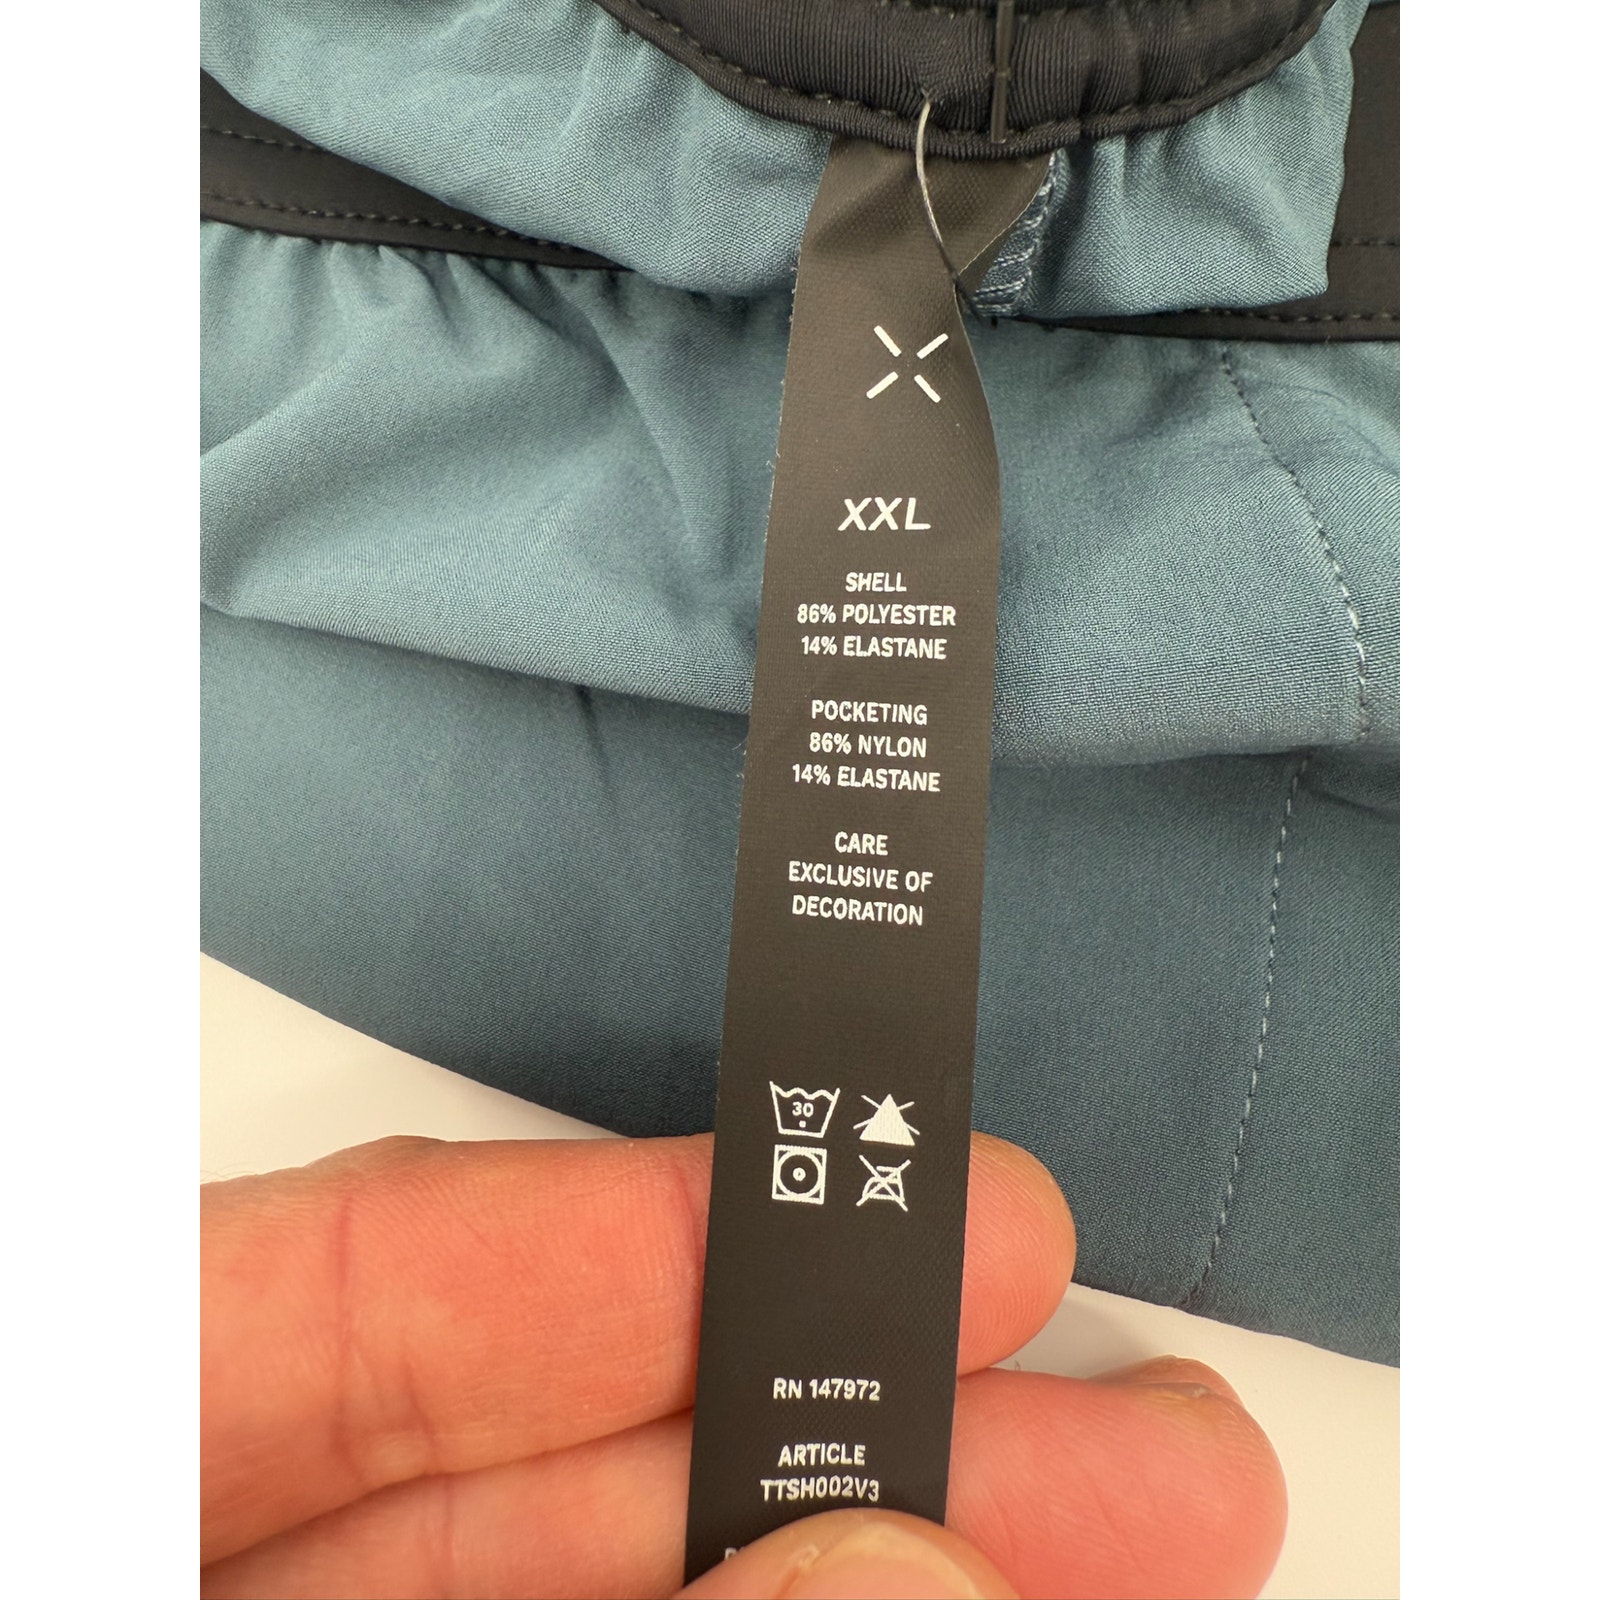 XXL
SHELL
86% POLYESTER
14% ELASTANE
POCKETING
86% NYLON
14% ELASTANE
CARE
EXCLUSIVE OF
DECORATION
30
RN 147972
ARTICLE
TTSH002V3